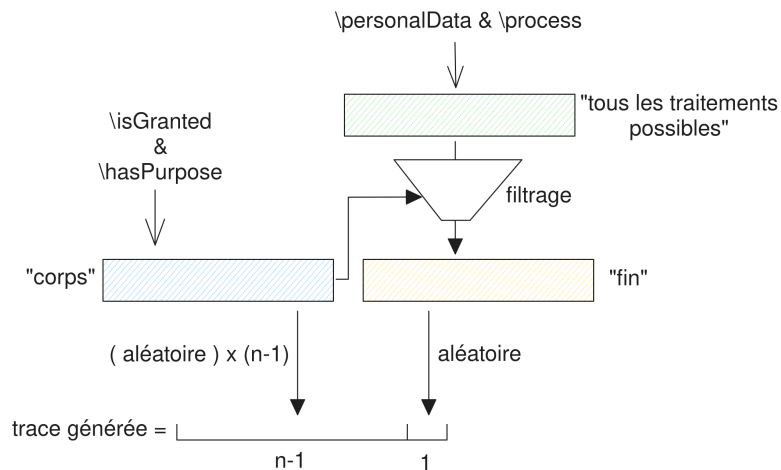 \personalData & \process
"tous les traitements
possibles"
\isGranted
&
\hasPurpose
filtrage
"corps"
"fin"
( aléatoire ) x (n-1)
aléatoire
trace générée =
n-1
1